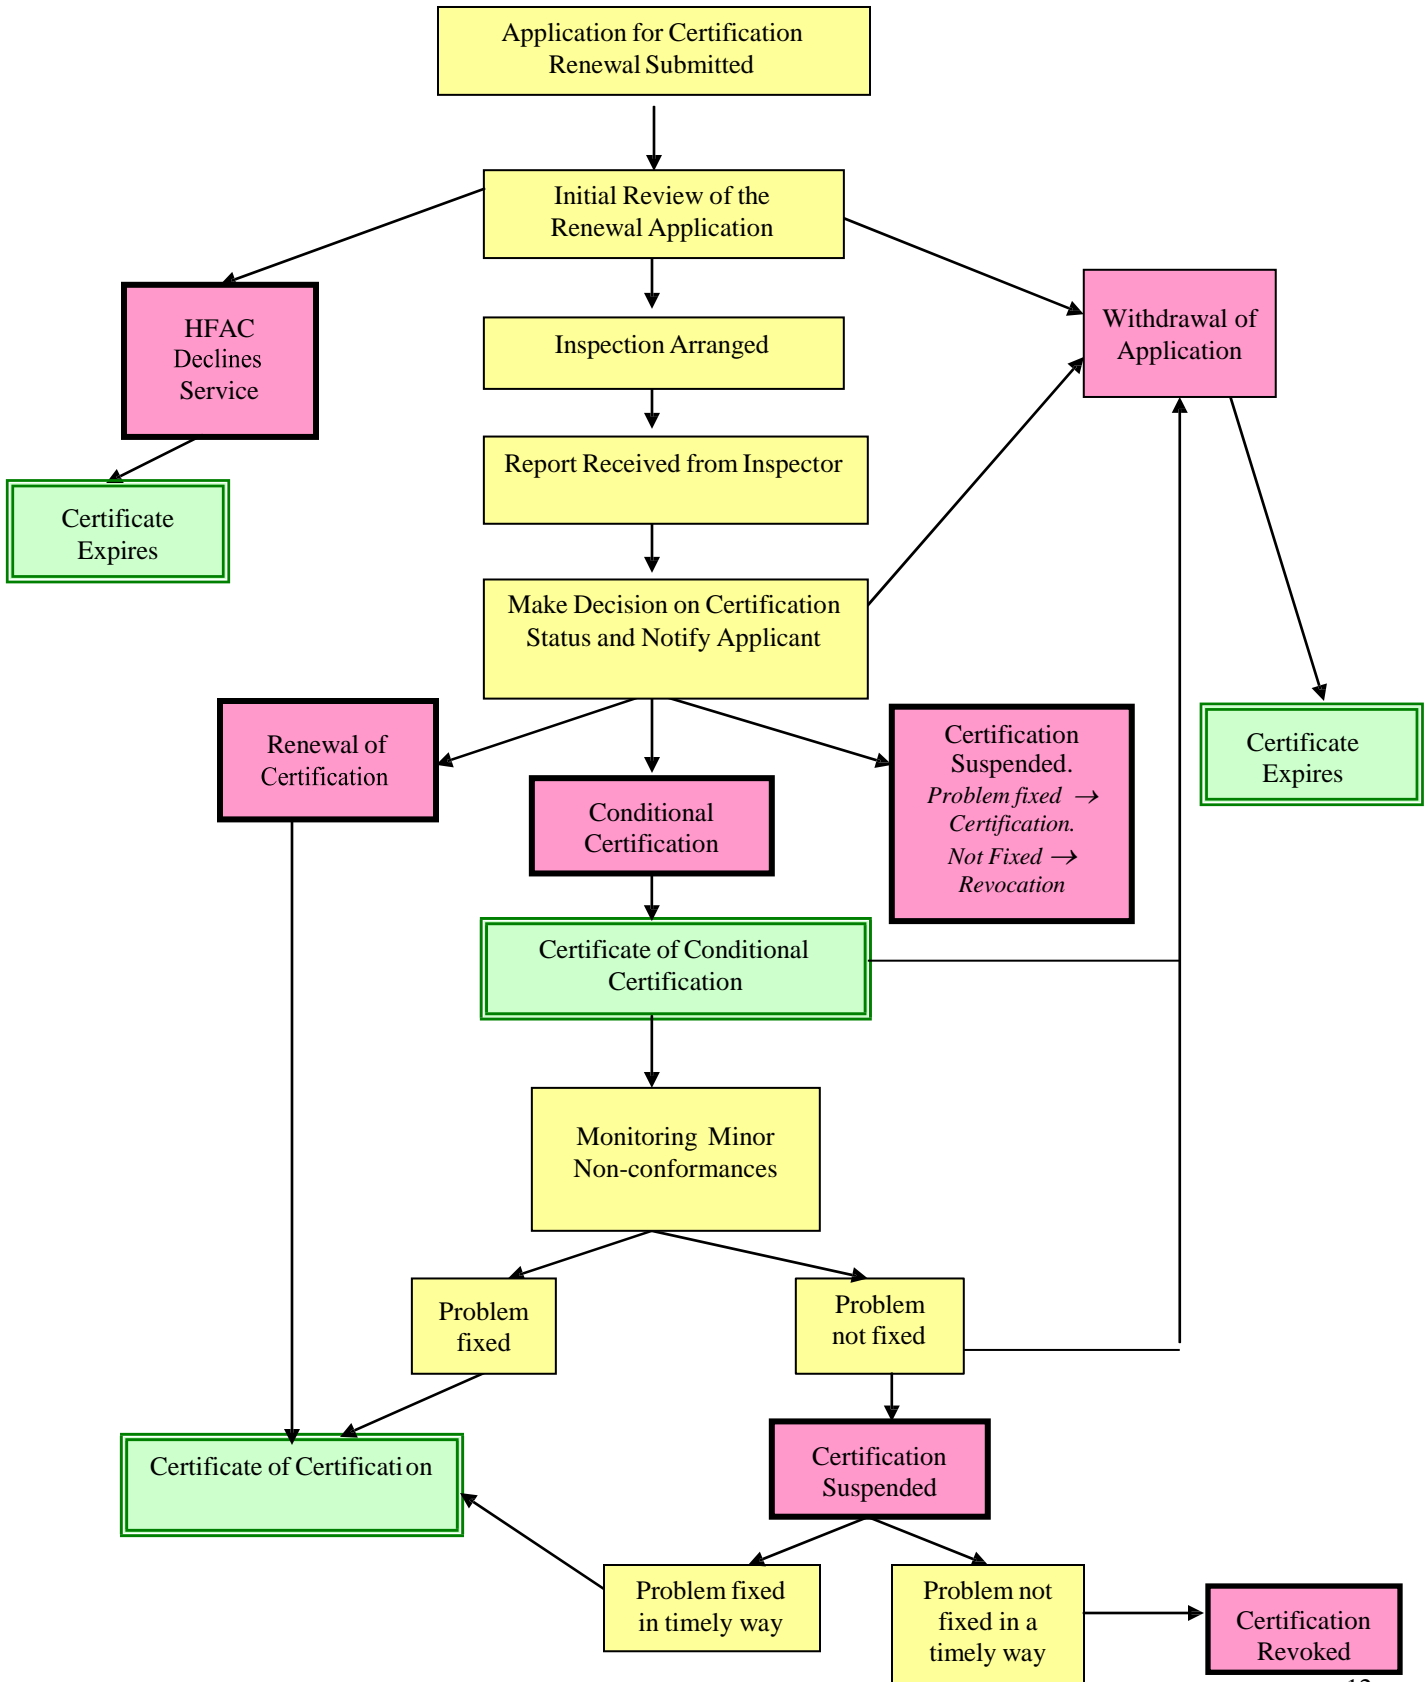 Application for Certification
Renewal Submitted
Initial Review of the
Renewal Application
HFAC
Declines
Service
Withdrawal of
Application
Inspection Arranged
Report Received from Inspector
Certificate
Expires
Make Decision on Certification
Status and Notify Applicant
Renewal of
Certification
Conditional
Certification
Certification
Suspended.
Problem fixed →
Certification.
Not Fixed →
Revocation
Certificate
Expires
Certificate of Conditional
Certification
Monitoring Minor
Non-conformances
Problem
fixed
Problem
not fixed
Certificate of Certification
Certification
Suspended
Problem fixed
in timely way
Problem not
fixed in a
timely way
Certification
Revoked